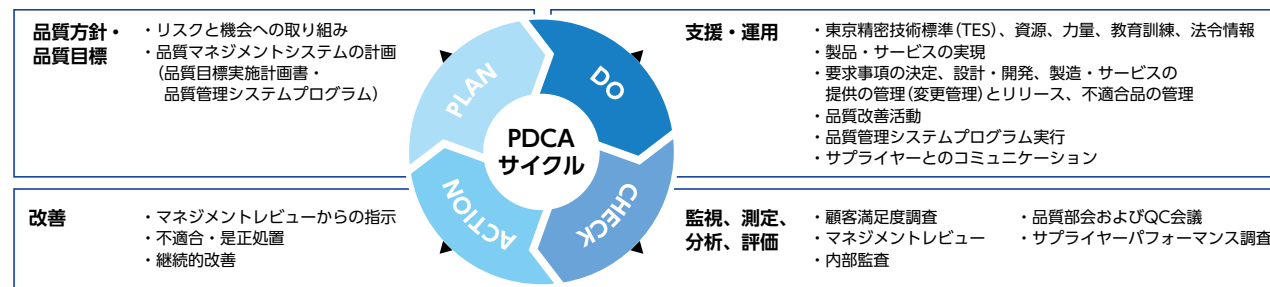 品質方針・
品質目標
・リスクと機会への取り組み
・品質マネジメントシステムの計画
（品質目標実施計画書・
品質管理システムプログラム）
支援・運用
・東京精密技術標準（TES）、資源、力量、教育訓練、法令情報
・製品・サービスの実現
・要求事項の決定、設計・開発、製造・サービスの
提供の管理（変更管理）とリリース、不適合品の管理
・品質改善活動
・品質管理システムプログラム実行
・サプライヤーとのコミュニケーション
PLAN
DO
PDCA
サイクル
ACTION
CHECK
改善
・マネジメントレビューからの指示
・不適合・是正処置
・継続的改善
監視、測定、
分析、評価
・顧客満足度調査
・マネジメントレビュー
・内部監査
・品質部会およびQC会議
・サプライヤーパフォーマンス調査